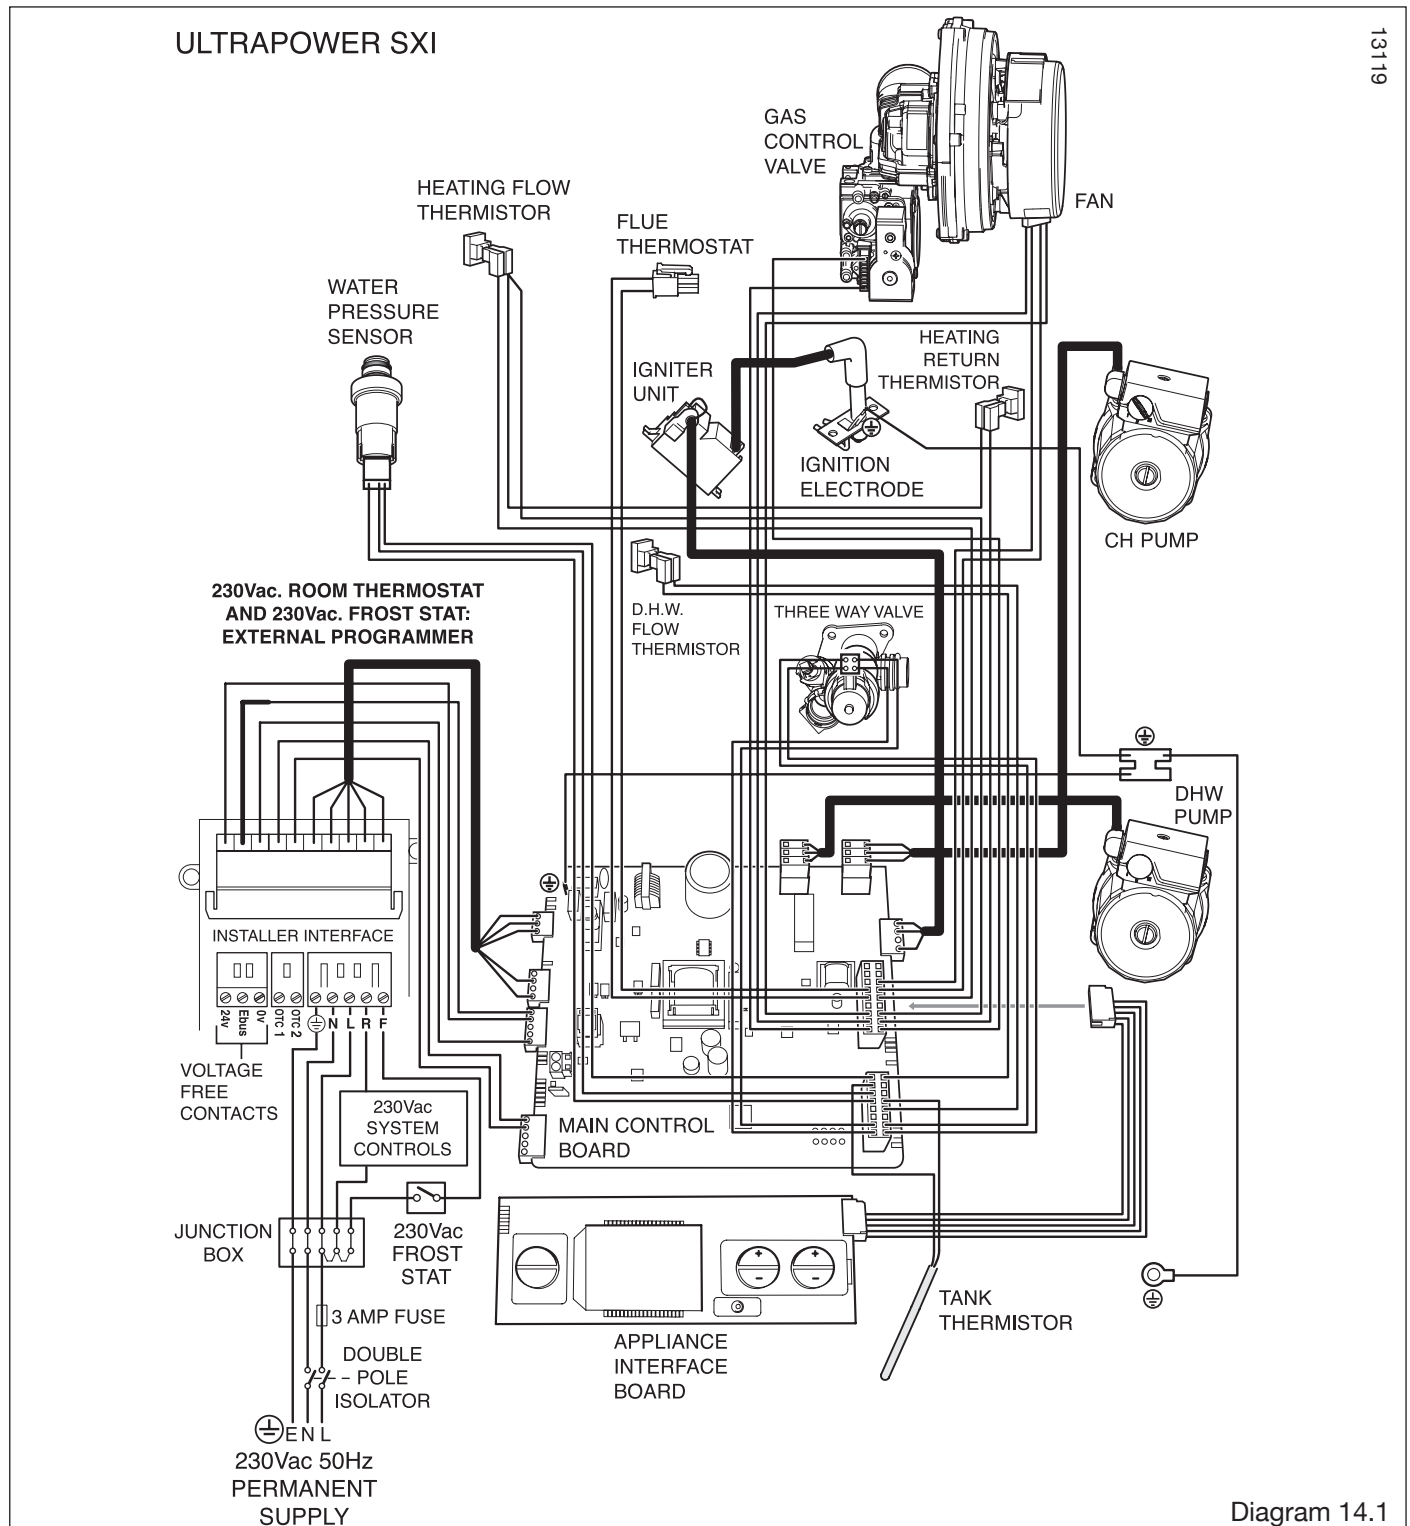 ULTRAPOWER SXI
13119
GAS
CONTROL
VALVE
FAN
HEATING FLOW
THERMISTOR
FLUE
THERMOSTAT
WATER
PRESSURE
SENSOR
HEATING
RETURN
THERMISTOR
IGNITER
UNIT
IGNITION
ELECTRODE
CH PUMP
230Vac. ROOM THERMOSTAT
AND 230Vac. FROST STAT:
EXTERNAL PROGRAMMER
D.H.W.
FLOW
THERMISTOR
THREE WAY VALVE
DHW
PUMP
INSTALLER INTERFACE
24v
Ebus
0v
OTC 1
OTC 2
N L R F
VOLTAGE
FREE
CONTACTS
230Vac
SYSTEM
CONTROLS
MAIN CONTROL
BOARD
JUNCTION
BOX
230Vac
FROST
STAT
3 AMP FUSE
DOUBLE
POLE
ISOLATOR
E N L
230Vac 50Hz
PERMANENT
SUPPLY
APPLIANCE
INTERFACE
BOARD
+ +
- -
TANK
THERMISTOR
Diagram 14.1